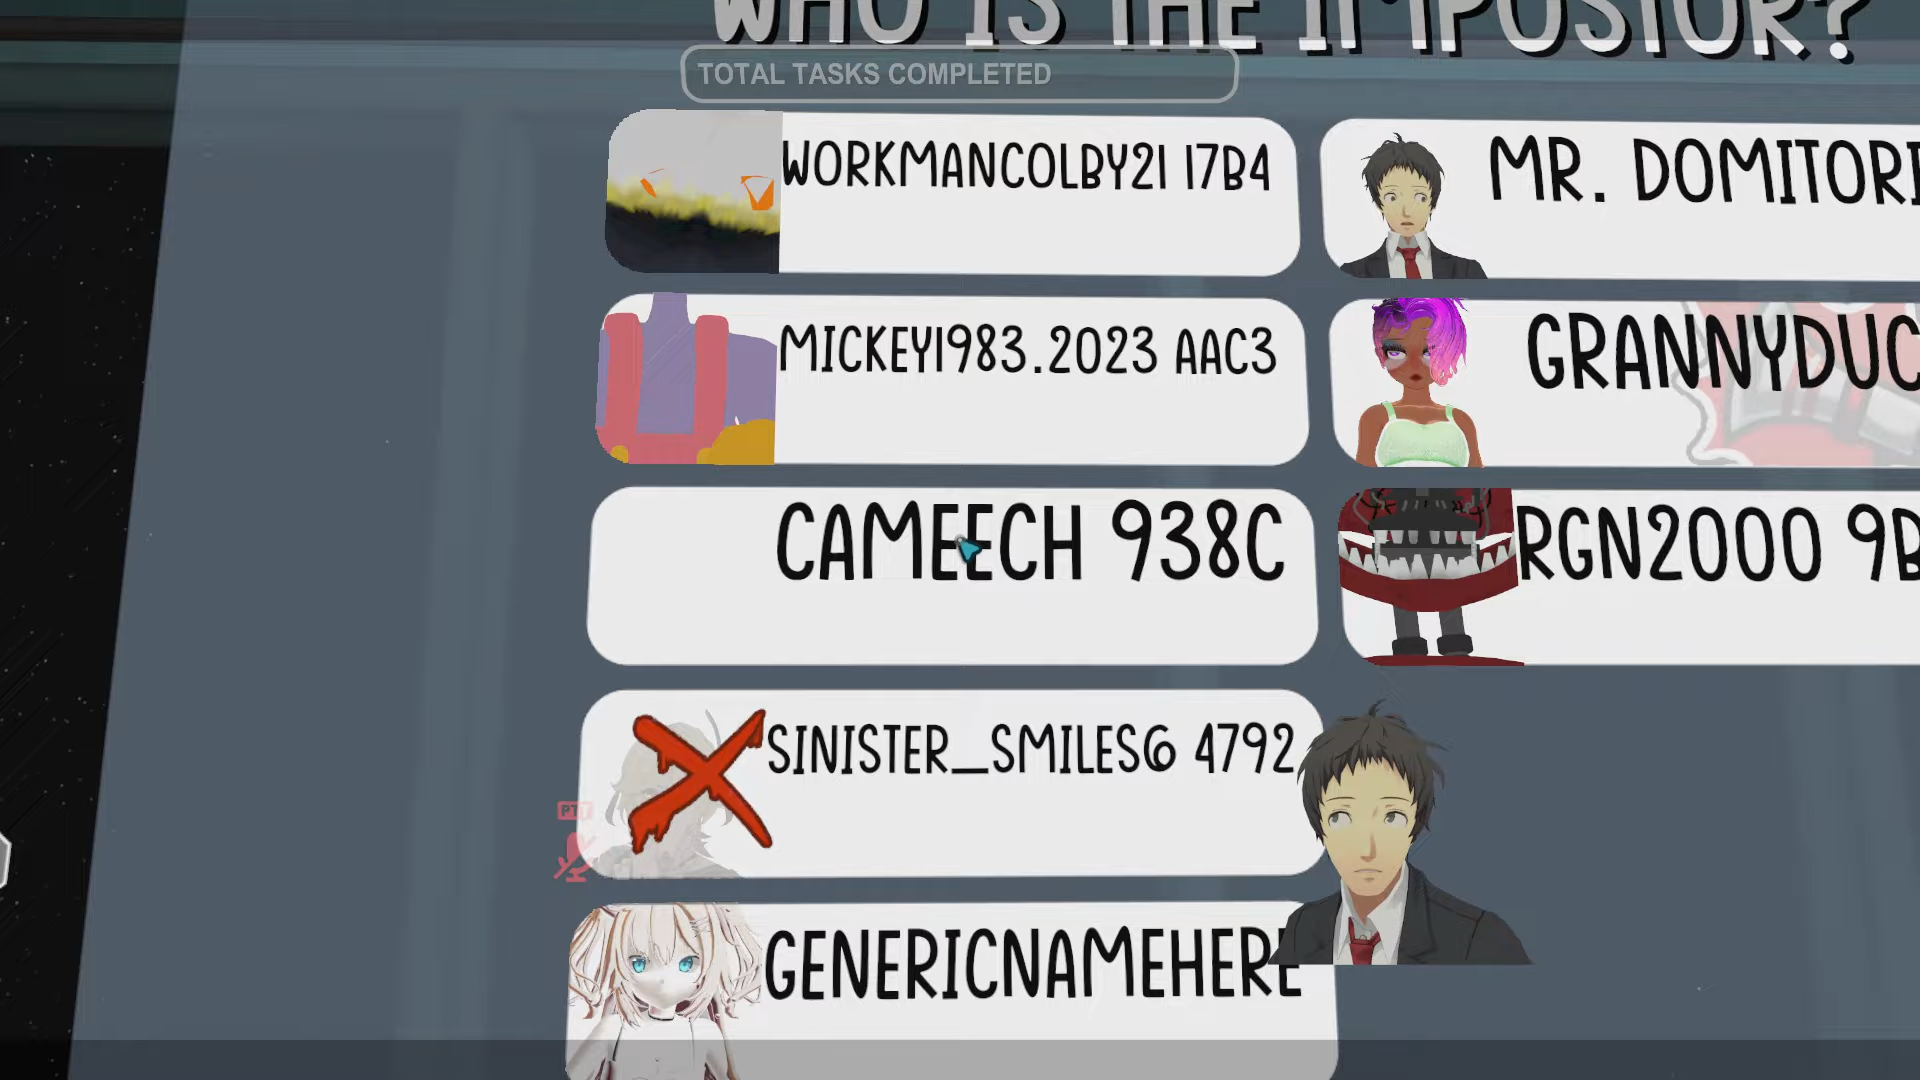 WHO IS THE IMPOSTOR?
TOTAL TASKS COMPLETED
WORKMANCOLBY21 17B4
MR. DOMITORI
MICKEY1983.2023 AAC3
GRANNYDUC
CAMEECH 938C
RGN2000 9B
SINISTER_SMILES6 4792
PTT
GENERICNAMEHERE